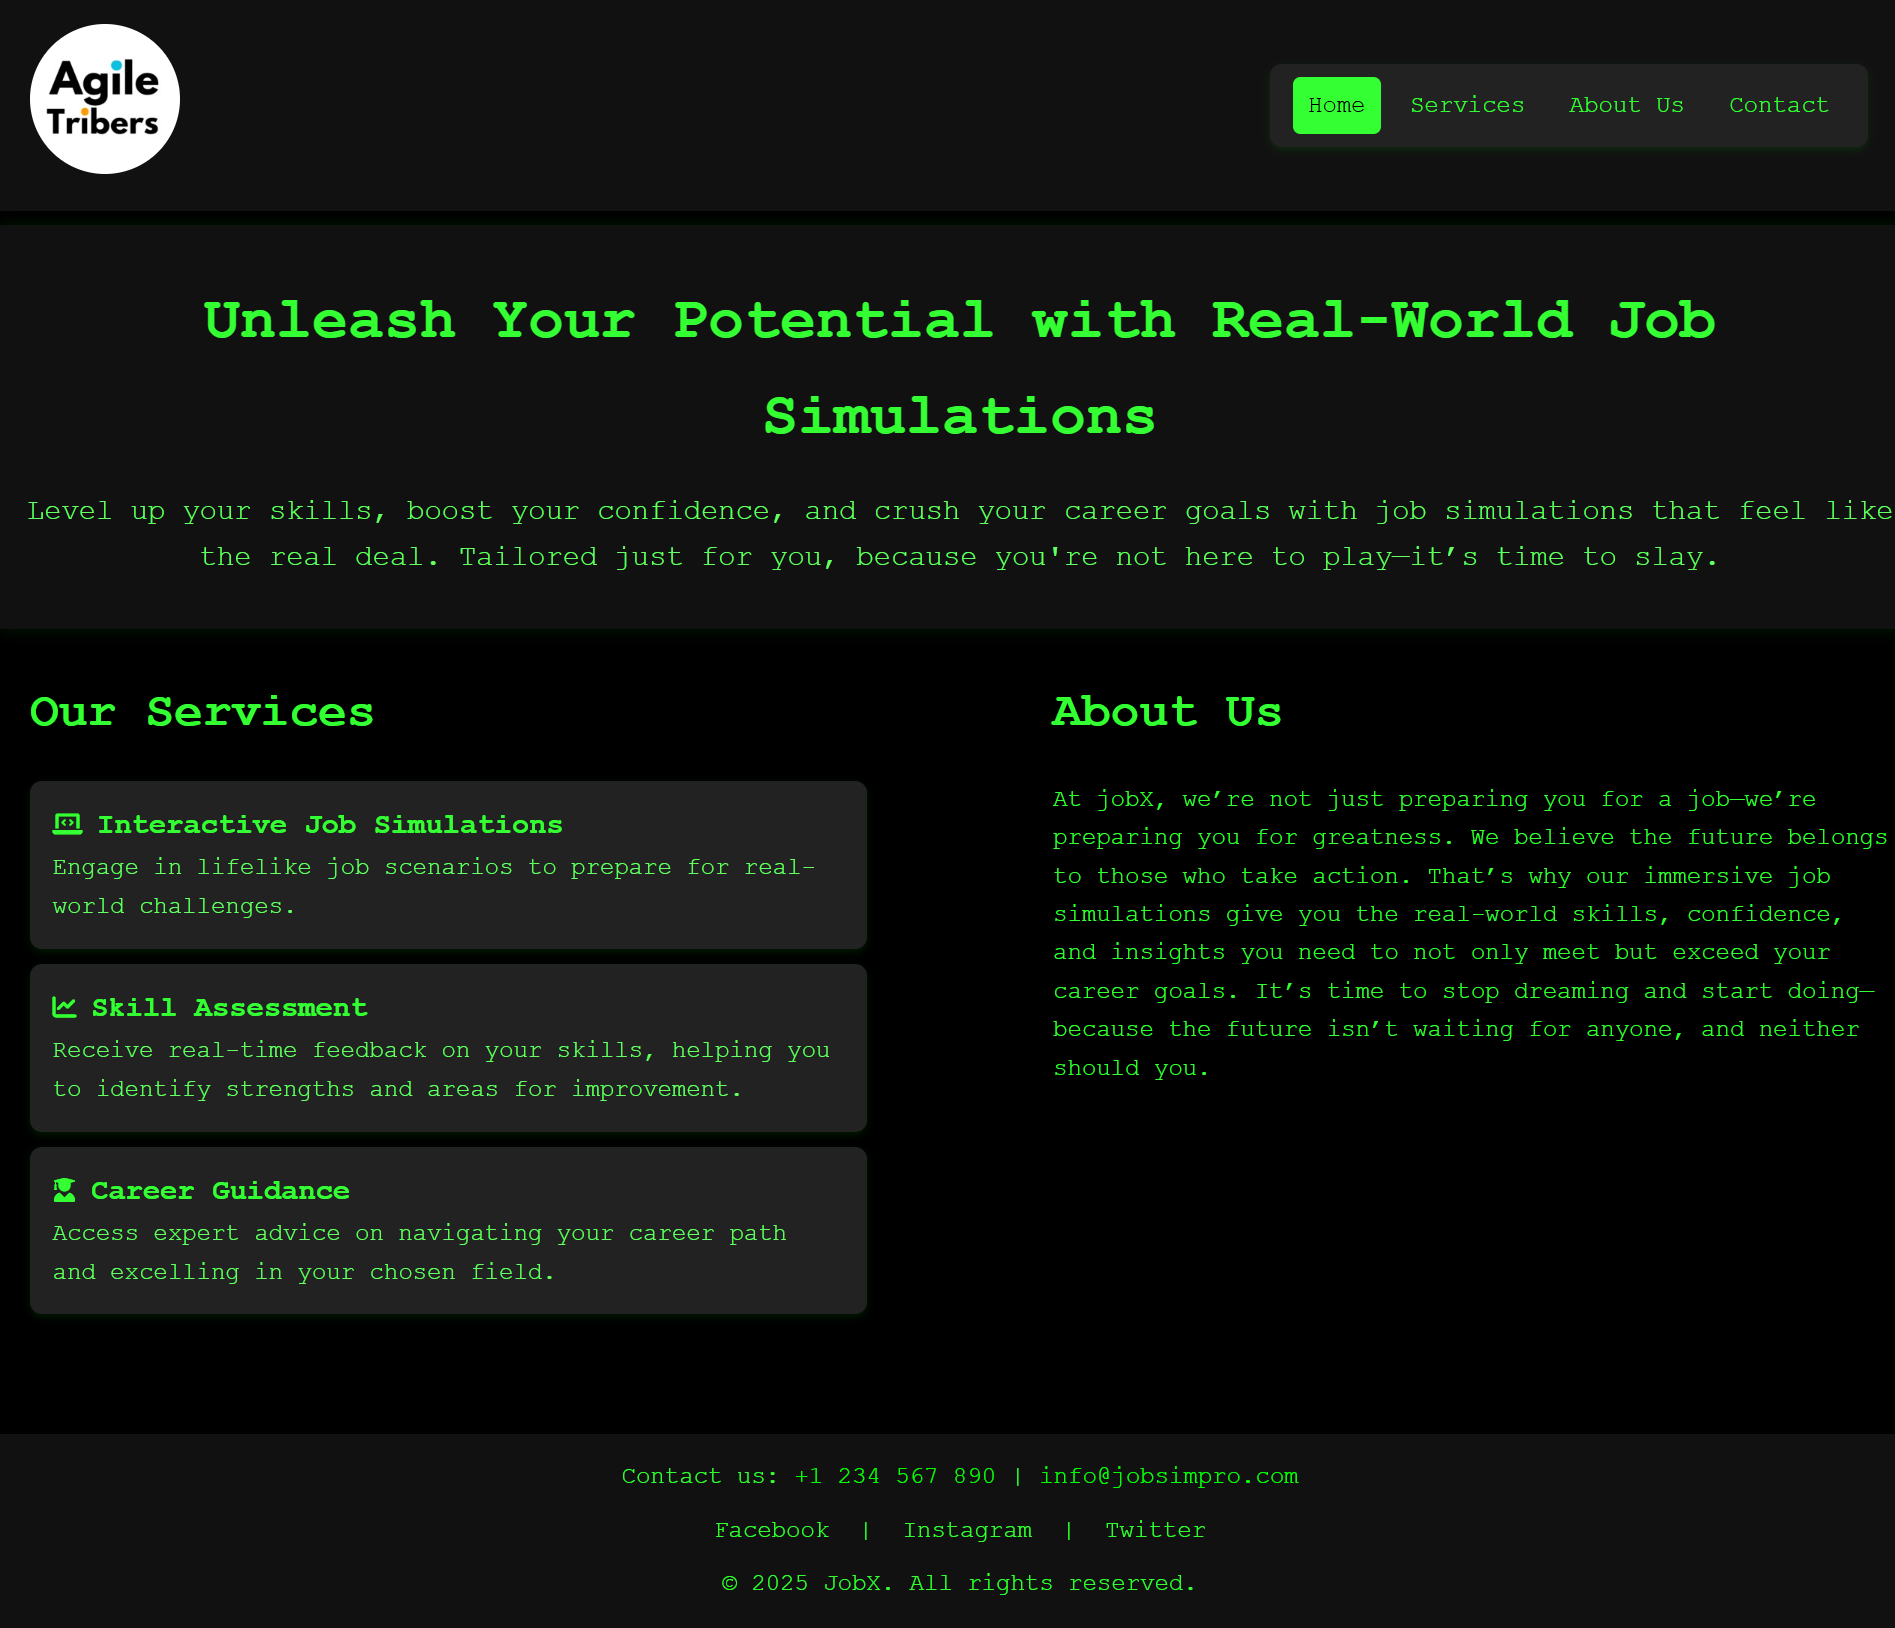 Agile
Tribers
Home Services About Us Contact
Unleash Your Potential with Real-World Job
Simulations
Level up your skills, boost your confidence, and crush your career goals with job simulations that feel like
the real deal. Tailored just for you, because you're not here to play—it’s time to slay.
Our Services
Interactive Job Simulations
Engage in lifelike job scenarios to prepare for real-
world challenges.
Skill Assessment
Receive real-time feedback on your skills, helping you
to identify strengths and areas for improvement.
Career Guidance
Access expert advice on navigating your career path
and excelling in your chosen field.
About Us
At jobX, we’re not just preparing you for a job—we’re
preparing you for greatness. We believe the future belongs
to those who take action. That’s why our immersive job
simulations give you the real-world skills, confidence,
and insights you need to not only meet but exceed your
career goals. It’s time to stop dreaming and start doing—
because the future isn’t waiting for anyone, and neither
should you.
Contact us: +1 234 567 890 | info@jobsimpro.com
Facebook | Instagram | Twitter
© 2025 JobX. All rights reserved.